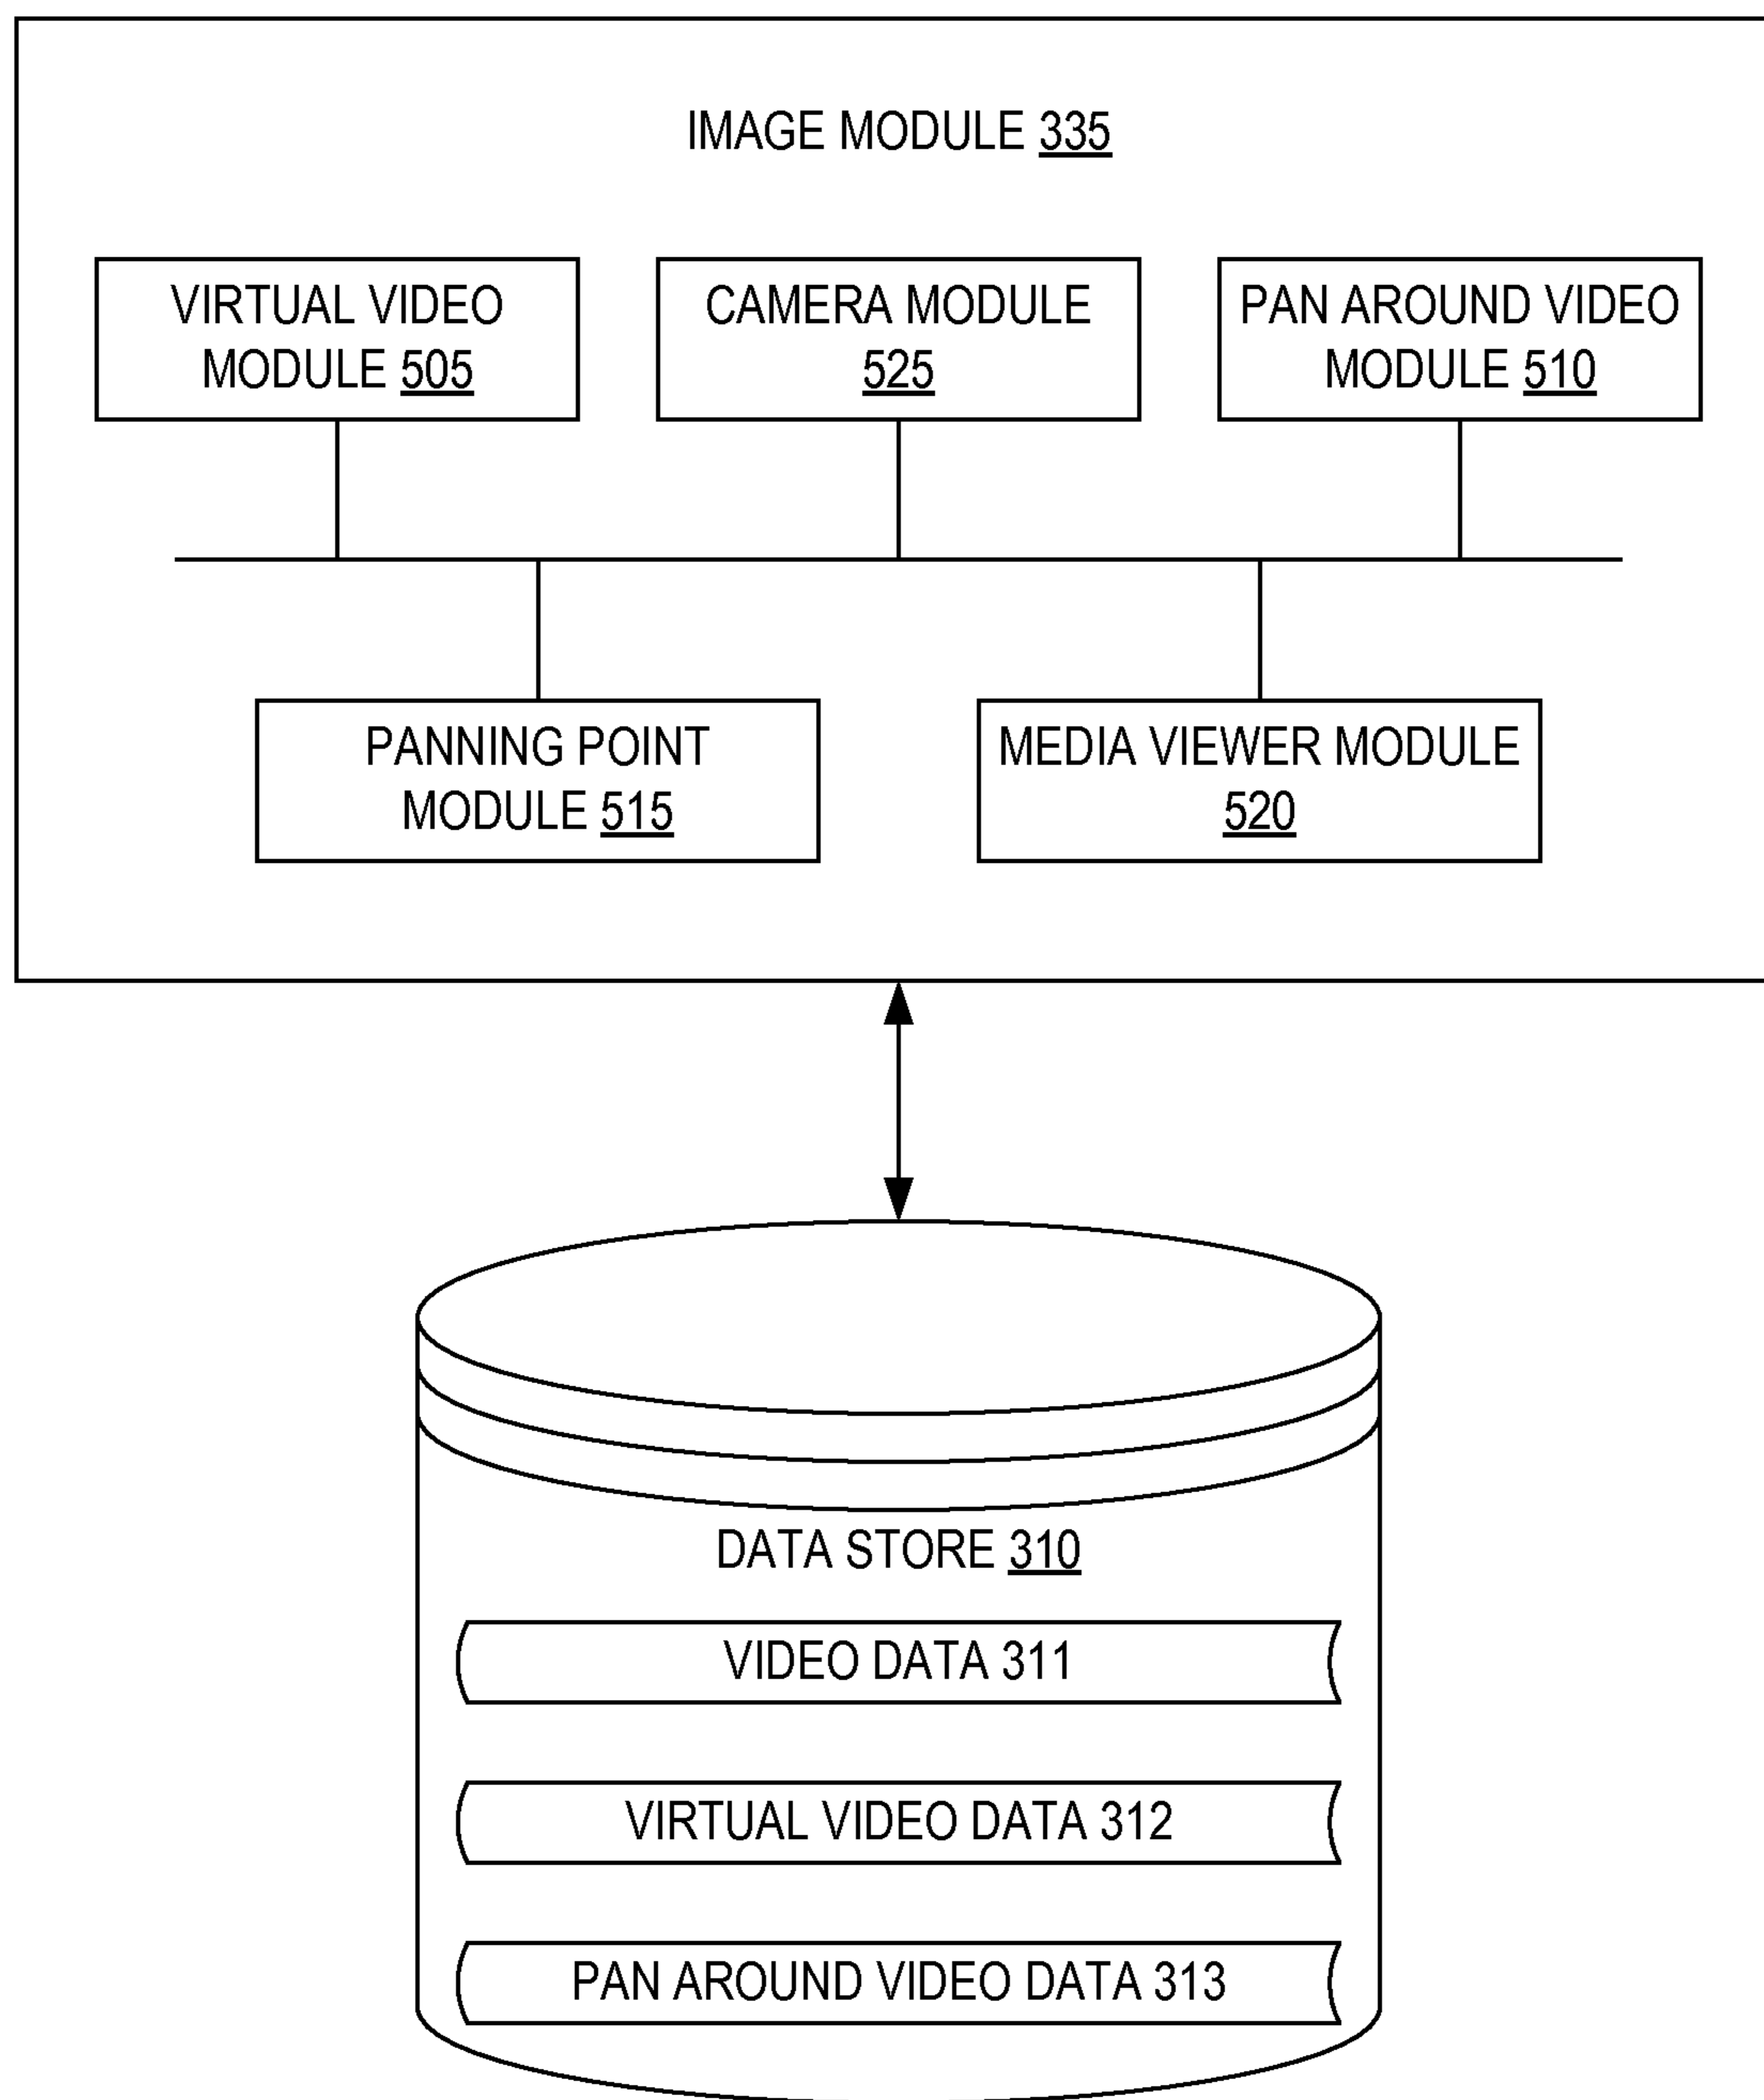 IMAGE MODULE 335
VIRTUAL VIDEO
MODULE 505
CAMERA MODULE
525
PAN AROUND VIDEO
MODULE 510
PANNING POINT
MODULE 515
MEDIA VIEWER MODULE
520
DATA STORE 310
VIDEO DATA 311
VIRTUAL VIDEO DATA 312
PAN AROUND VIDEO DATA 313